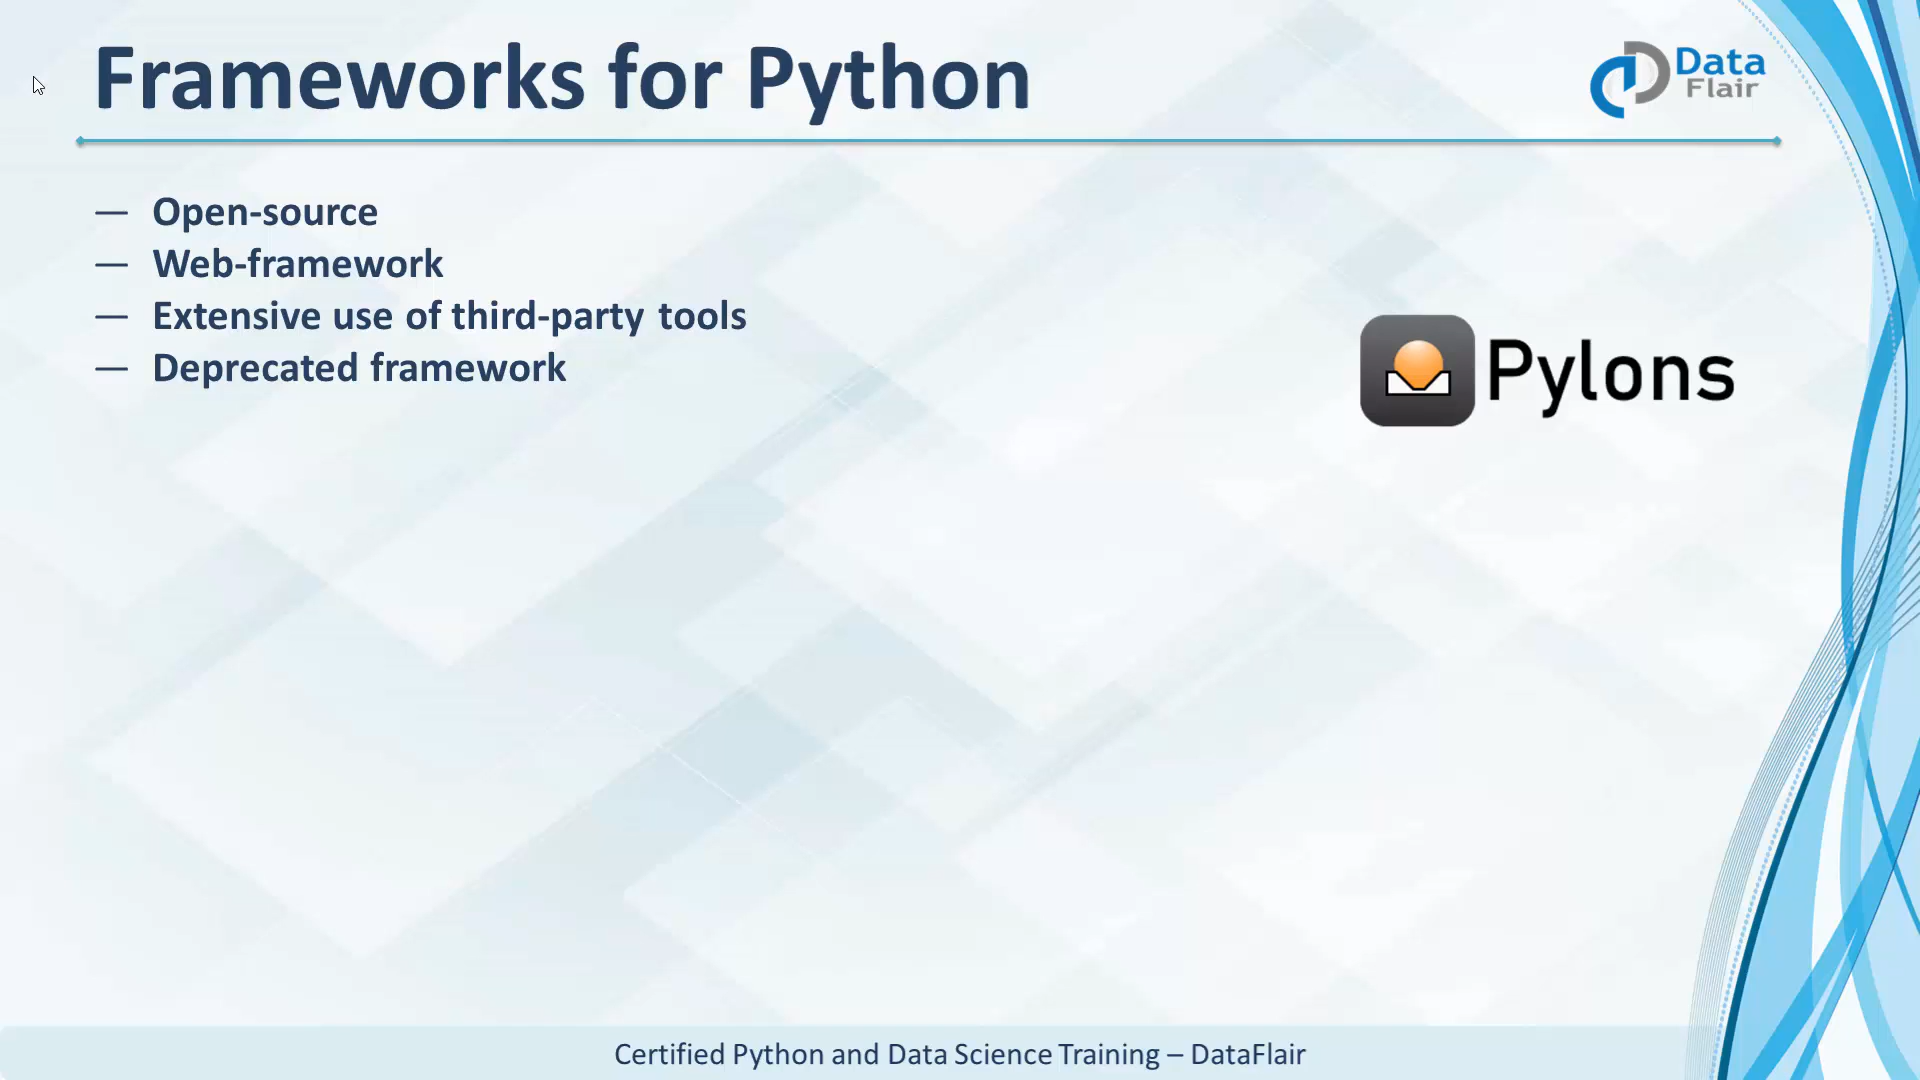 Frameworks for Python
Data
Flair
— Open-source
— Web-framework
— Extensive use of third-party tools
— Deprecated framework
Pylons
Certified Python and Data Science Training – DataFlair